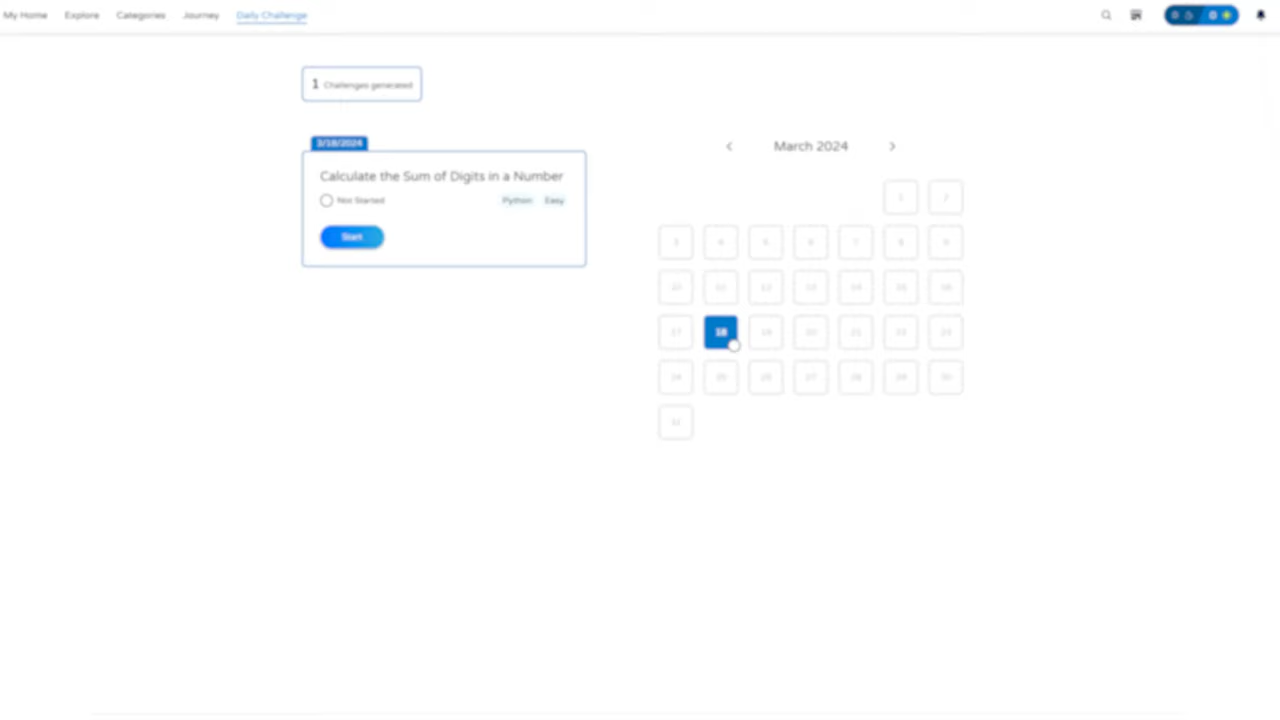 My Home Explore Categories Journey Daily Challenge
1 Challenges generated
3/18/2024
Calculate the Sum of Digits in a Number
Not Started Python Easy
Start
March 2024
1 2
3 4 5 6 7 8 9
10 11 12 13 14 15 16
17 18 19 20 21 22 23
24 25 26 27 28 29 30
31